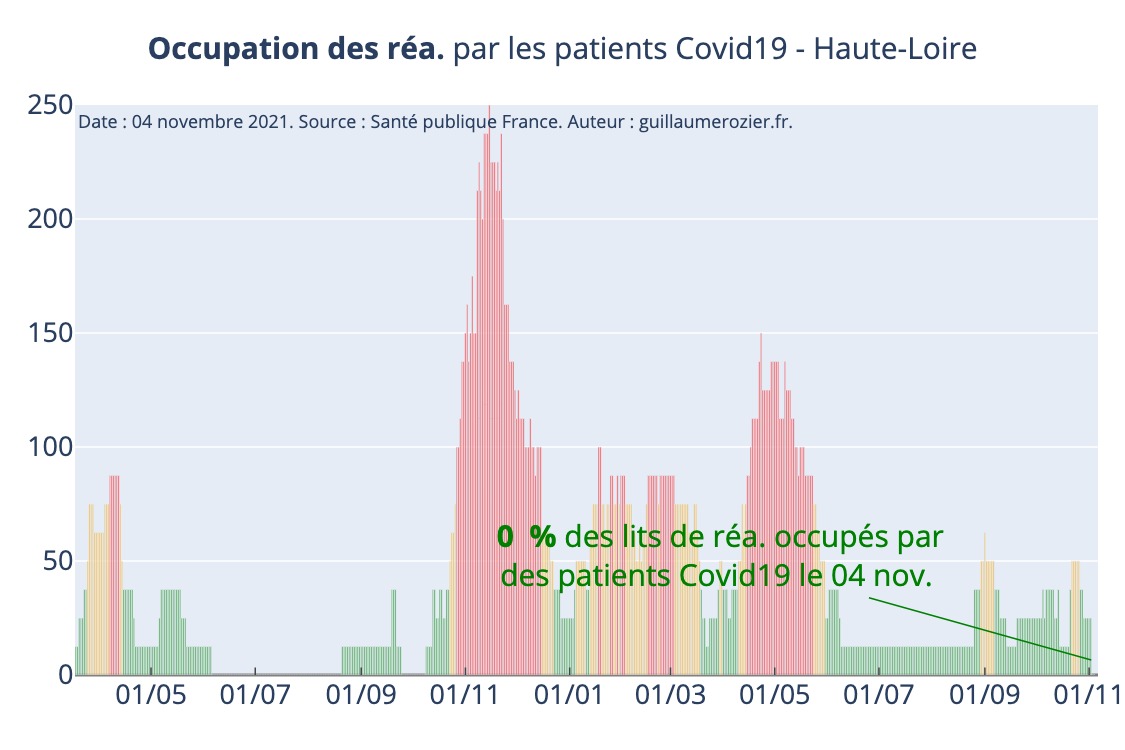 Occupation des réa. par les patients Covid19 - Haute-Loire
250
Date : 04 novembre 2021. Source : Santé publique France. Auteur : guillaumerozier.fr.
200
150
100
0 % des lits de réa. occupés par
50
des patients Covid19 le 04 nov.
0
01/05 01/07 01/09 01/11 01/01 01/03 01/05 01/07 01/09 01/11